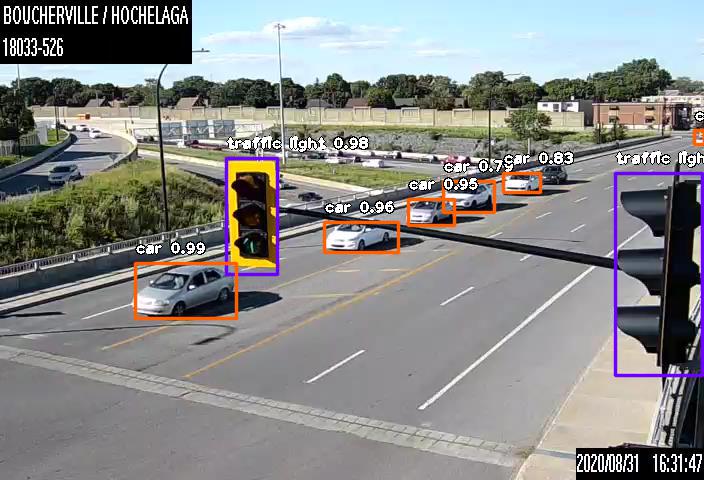 BOUCHERVILLE / HOCHELAGA
18033-526
traffic light 0.98
car 0.79
car 0.83
traffic ligh
car 0.95
car 0.96
car 0.99
2020/08/31 16:31:47